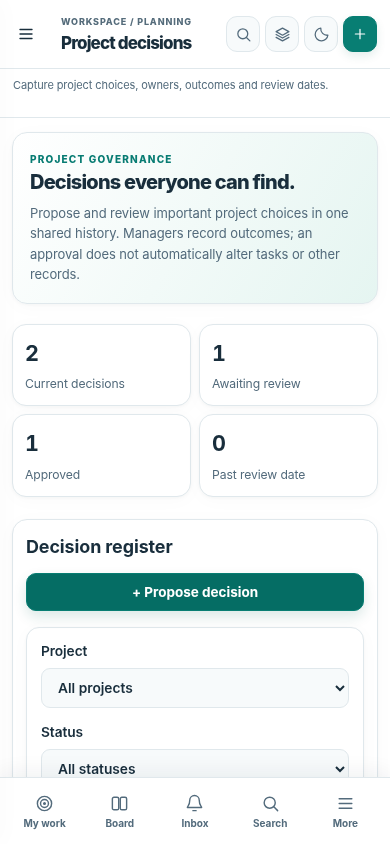 WORKSPACE / PLANNING
Project decisions
Capture project choices, owners, outcomes and review dates.
PROJECT GOVERNANCE
Decisions everyone can find.
Propose and review important project choices in one
shared history. Managers record outcomes; an
approval does not automatically alter tasks or other
records.
2
Current decisions
1
Awaiting review
1
Approved
0
Past review date
Decision register
+ Propose decision
Project
All projects
Status
All statuses
My work
Board
Inbox
Search
More